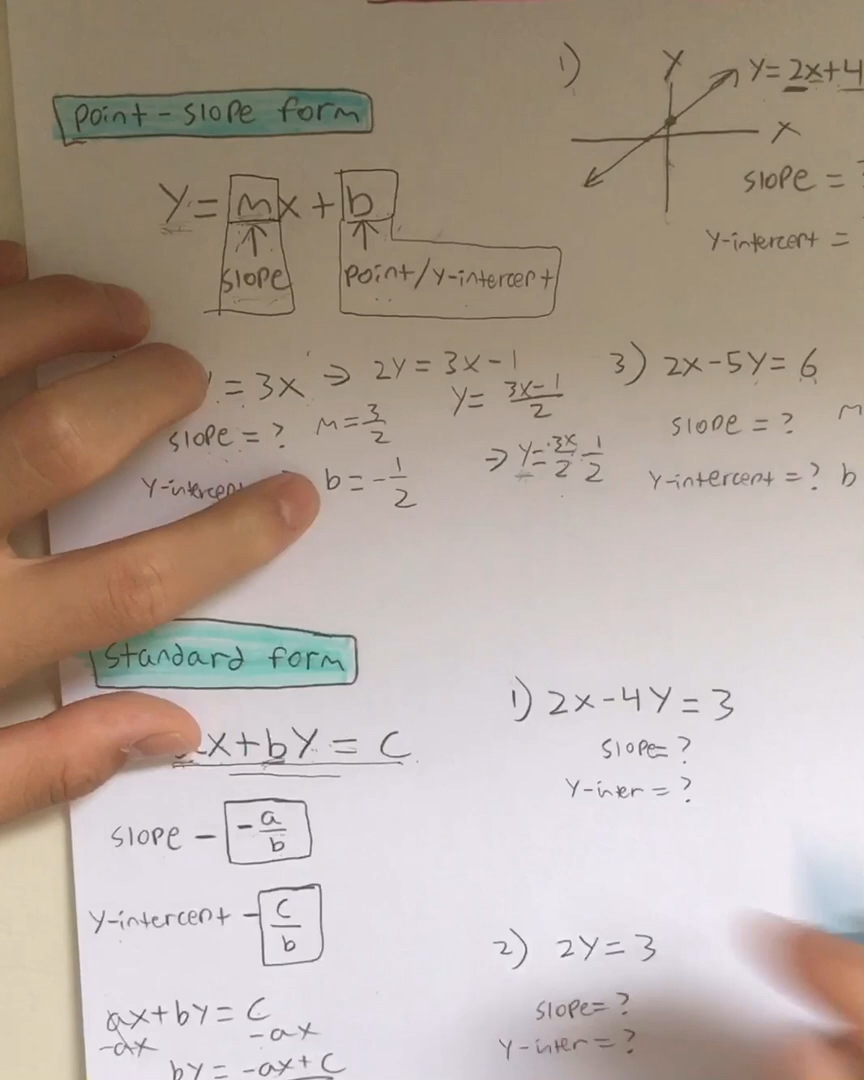 Point - slope form
y = mx + b
slope
point/y-intercept
1)
y
y = 2x+4
x
slope =
y-intercept =
= 3x ⇒ 2y = 3x - 1
slope = ? m = 3/2
y = 3x-1/2
b = - 1/2
⇒ y = 3x/2 - 1/2
3) 2x - 5y = 6
slope = ? m
y-intercept = ? b
Standard form
x + by = c
slope - -a/b
y-intercept - c/b
ax + by = c
-ax -ax
by = -ax + c
1) 2x - 4y = 3
slope = ?
y-inter = ?
2) 2y = 3
slope = ?
y-inter = ?